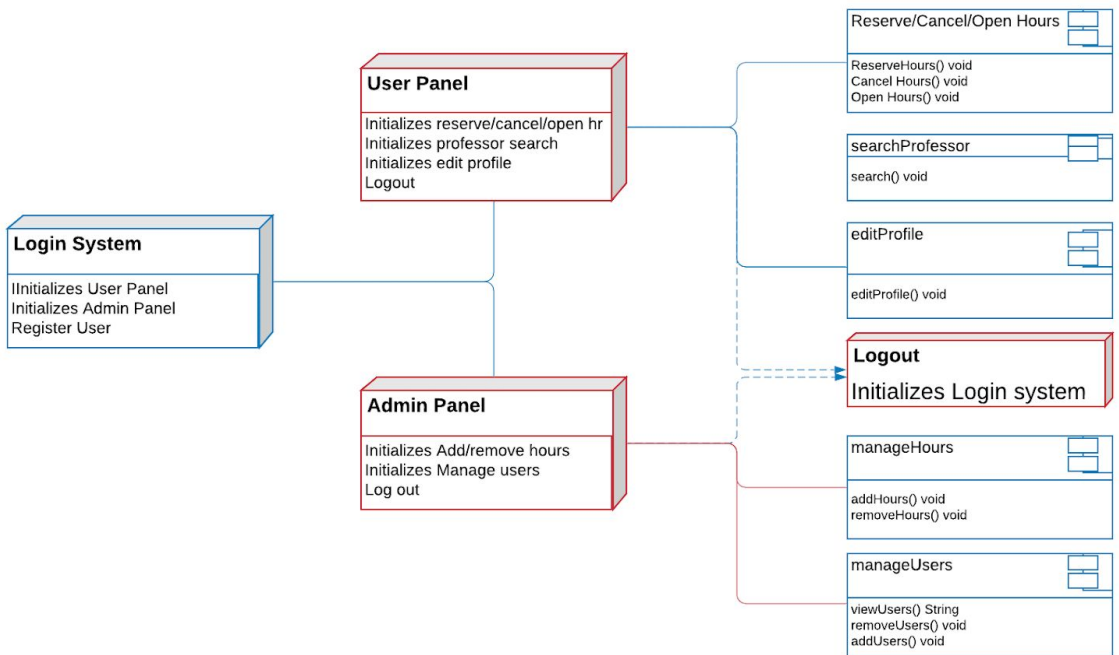 Login System
IInitializes User Panel
Initializes Admin Panel
Register User
User Panel
Initializes reserve/cancel/open hr
Initializes professor search
Initializes edit profile
Logout
Admin Panel
Initializes Add/remove hours
Initializes Manage users
Log out
Reserve/Cancel/Open Hours
ReserveHours() void
Cancel Hours() void
Open Hours() void
searchProfessor
search() void
editProfile
editProfile() void
Logout
Initializes Login system
manageHours
addHours() void
removeHours() void
manageUsers
viewUsers() String
removeUsers() void
addUsers() void